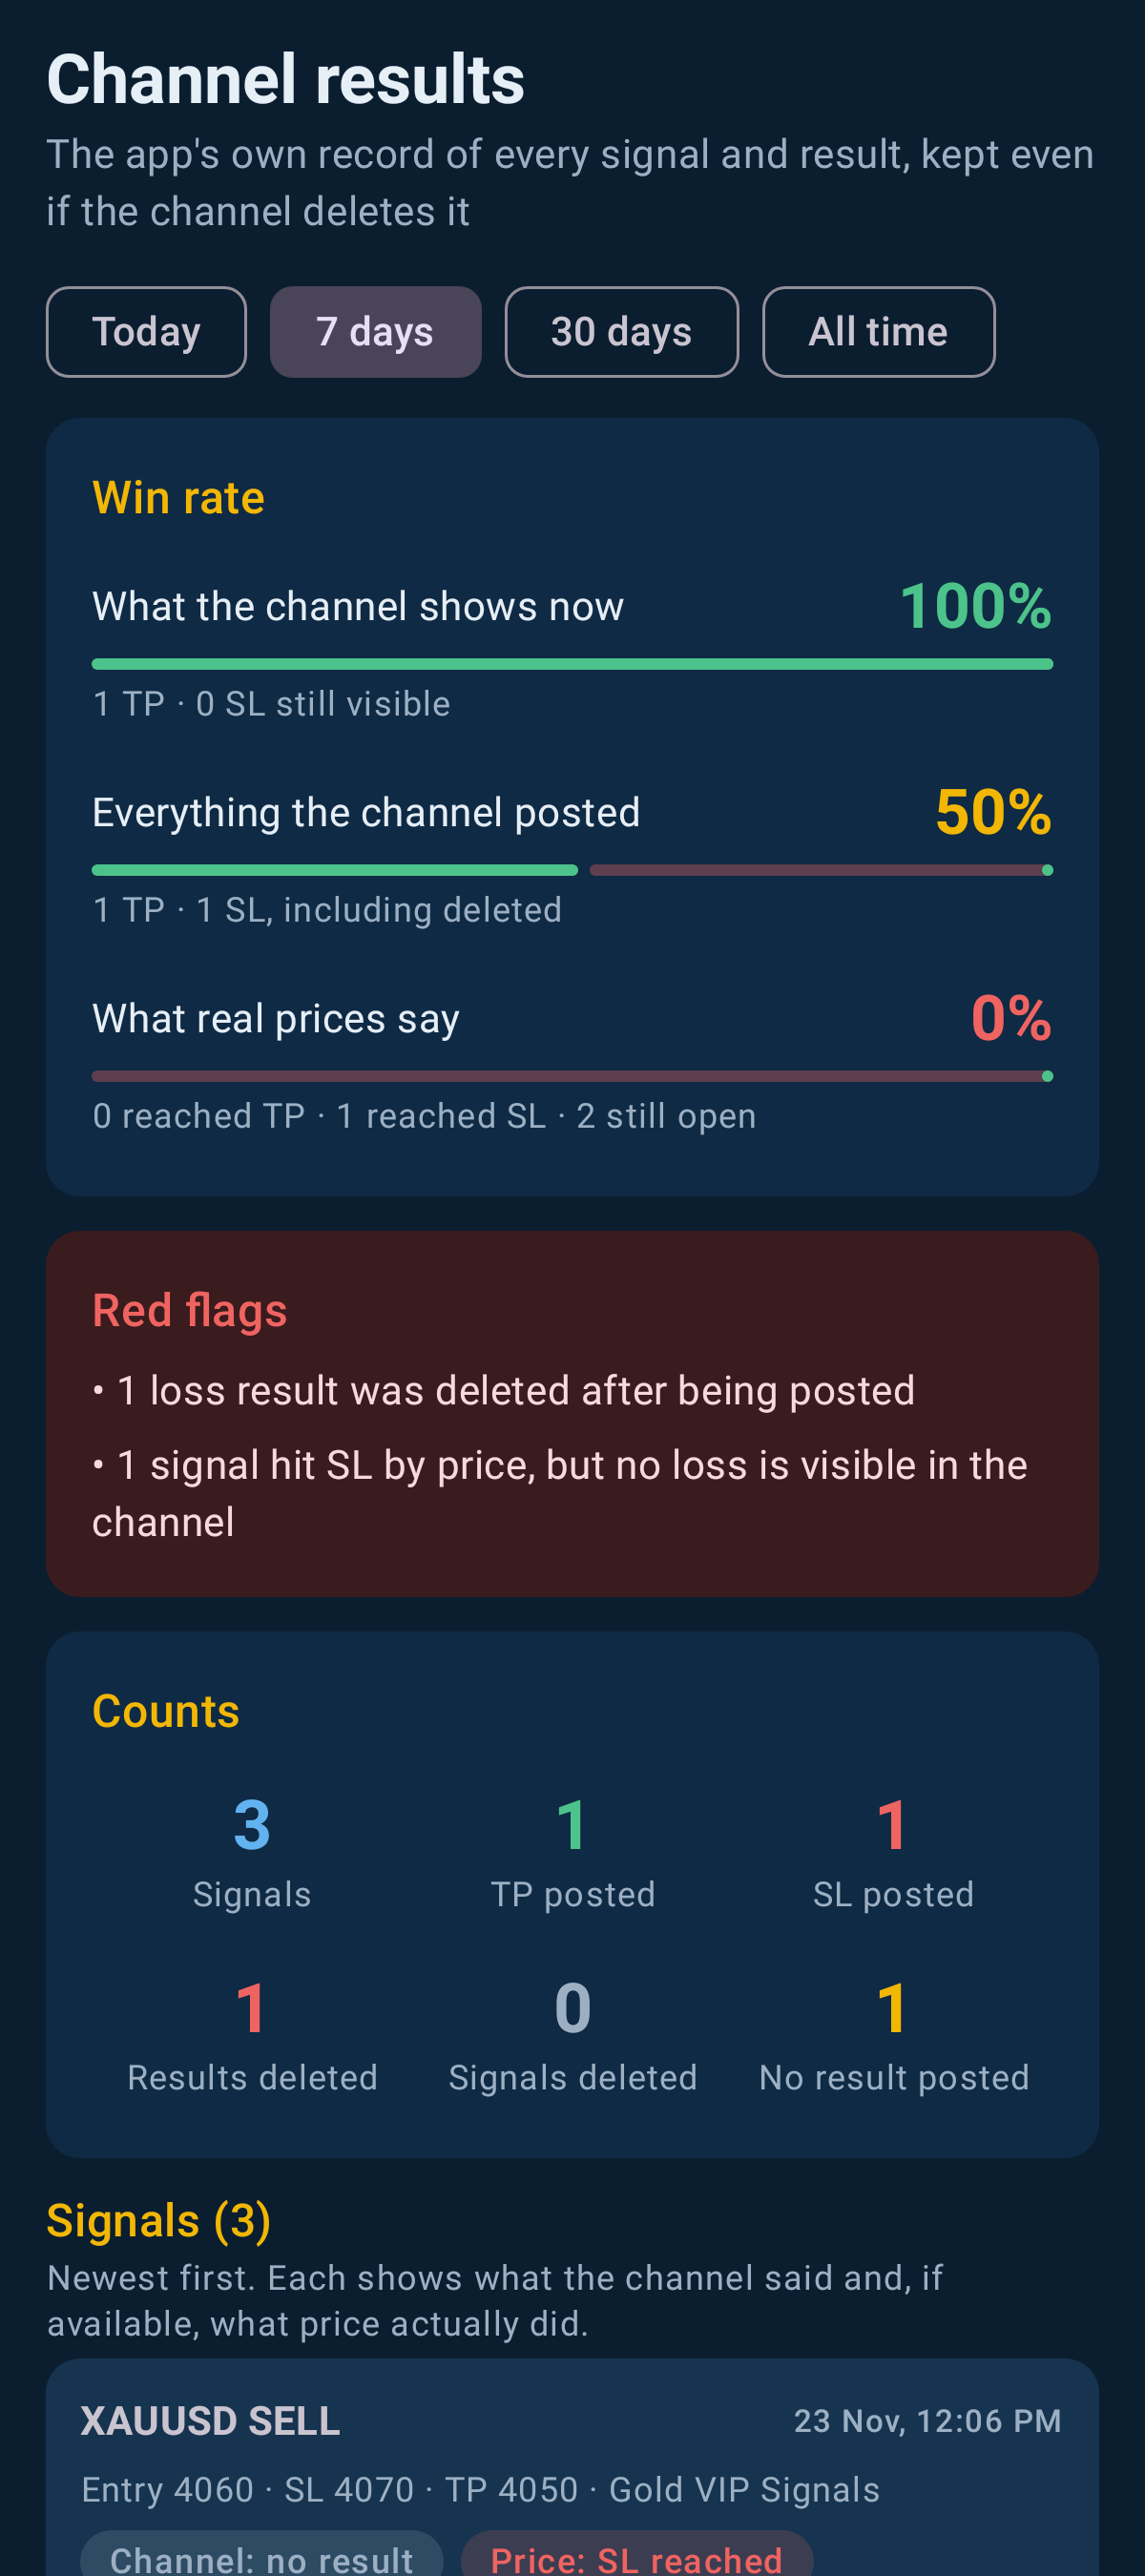 Channel results
The app's own record of every signal and result, kept even
if the channel deletes it
Today
7 days
30 days
All time
Win rate
What the channel shows now
100%
1 TP · 0 SL still visible
Everything the channel posted
50%
1 TP · 1 SL, including deleted
What real prices say
0%
0 reached TP · 1 reached SL · 2 still open
Red flags
• 1 loss result was deleted after being posted
• 1 signal hit SL by price, but no loss is visible in the
channel
Counts
3
1
1
Signals
TP posted
SL posted
1
0
1
Results deleted
Signals deleted
No result posted
Signals (3)
Newest first. Each shows what the channel said and, if
available, what price actually did.
XAUUSD SELL
23 Nov, 12:06 PM
Entry 4060 · SL 4070 · TP 4050 · Gold VIP Signals
Channel: no result
Price: SL reached